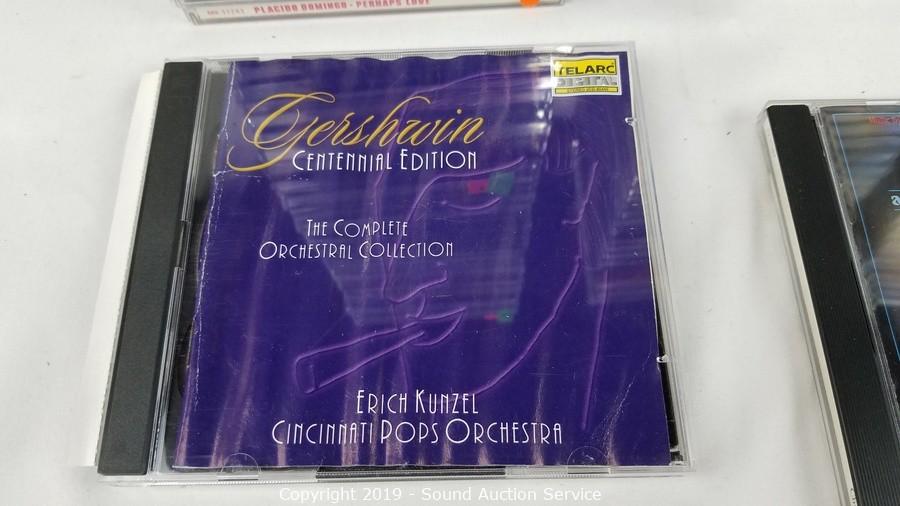 PLACIDO DOMINGO - PERHAPS LOVE
TELARC
DIGITAL
Gershwin
CENTENNIAL EDITION
THE COMPLETE
ORCHESTRAL COLLECTION
ERICH KUNZEL
CINCINNATI POPS ORCHESTRA
Copyright 2019 - Sound Auction Service